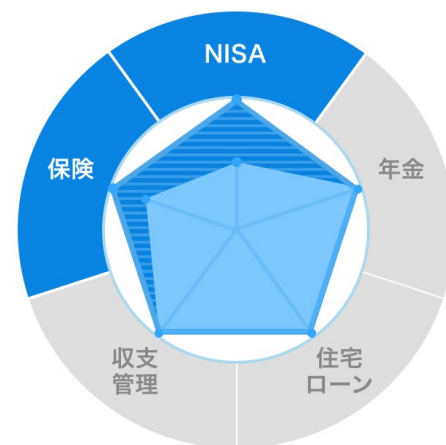 NISA
保険
年金
収支
管理
住宅
ローン